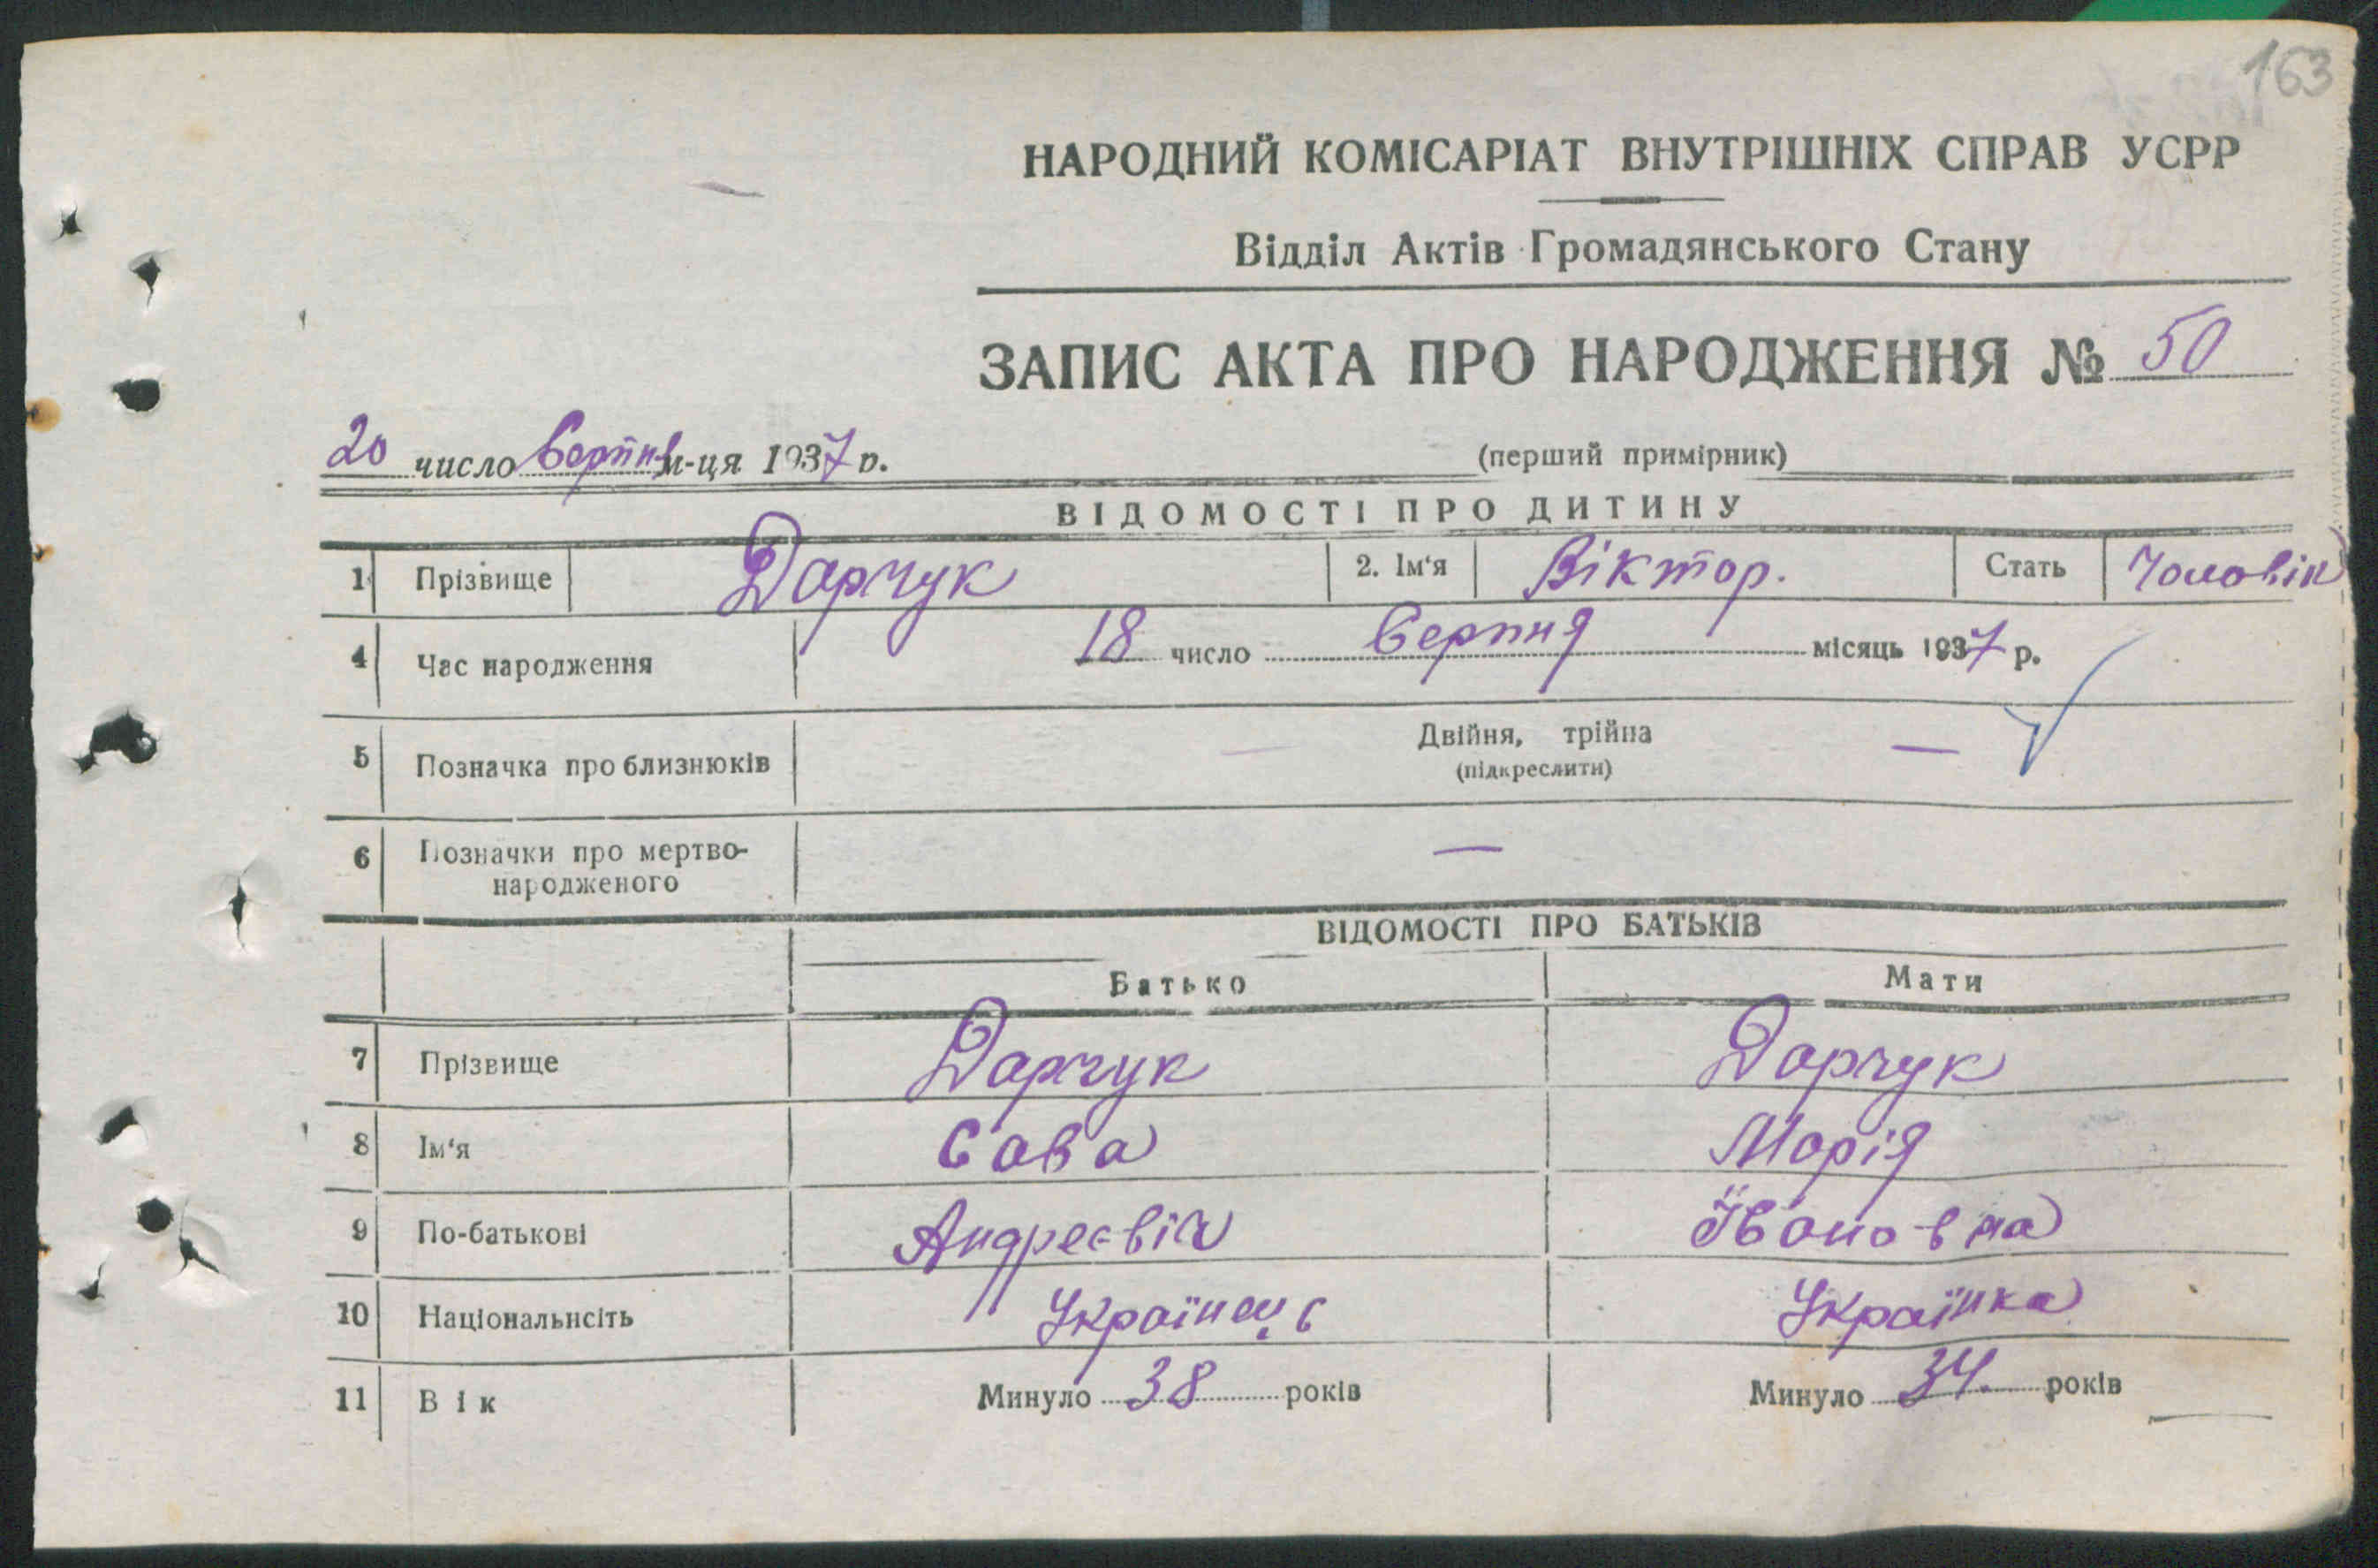 163
НАРОДНИЙ КОМІСАРІАТ ВНУТРІШНІХ СПРАВ УСРР
Відділ Актів Громадянського Стану
ЗАПИС АКТА ПРО НАРОДЖЕННЯ № 50
20 число Серпня м-ця 1937 р.
(перший примірник)
ВІДОМОСТІ ПРО ДИТИНУ
1 Прізвище Дарчук 2. Ім'я Віктор. Стать Чоловік
4 Час народження 18 число Серпня місяць 1937 р.
5 Позначка про близнюків Двійня, трійна —
(підкреслити)
6 Позначки про мертво-
народженого —
ВІДОМОСТІ ПРО БАТЬКІВ
Батько Мати
7 Прізвище Дарчук Дарчук
8 Ім'я Сава Марія
9 По-батькові Андреєвіч Івановна
10 Національнсіть Українець Українка
11 Вік Минуло 38 років Минуло 34. років